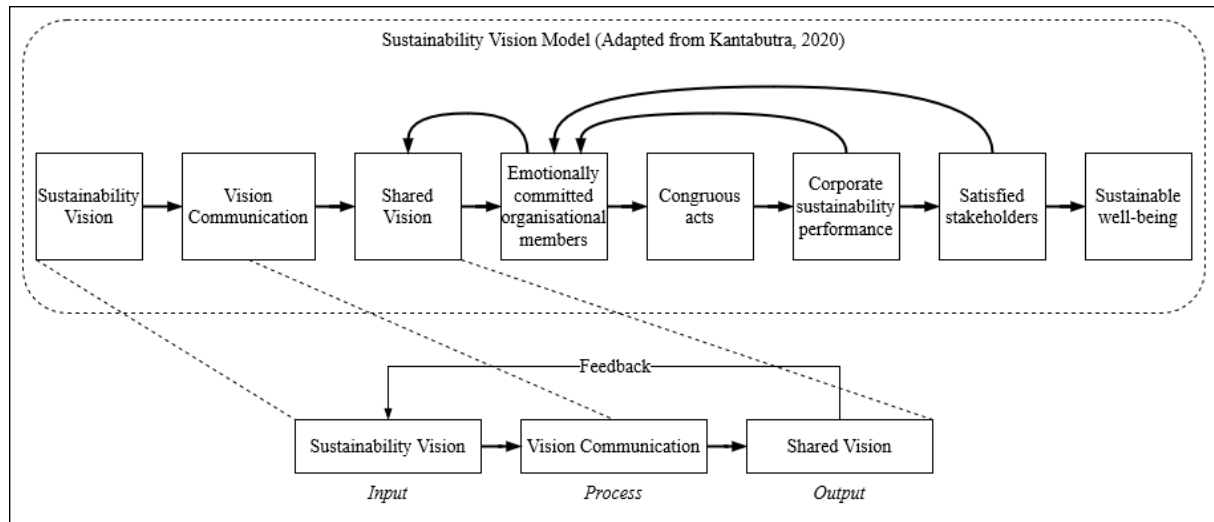 Sustainability Vision Model (Adapted from Kantabutra, 2020)
Sustainability
Vision
Vision
Communication
Shared
Vision
Emotionally
committed
organisational
members
Congruous
acts
Corporate
sustainability
performance
Satisfied
stakeholders
Sustainable
well-being
Feedback
Sustainability Vision
Vision Communication
Shared Vision
Input
Process
Output